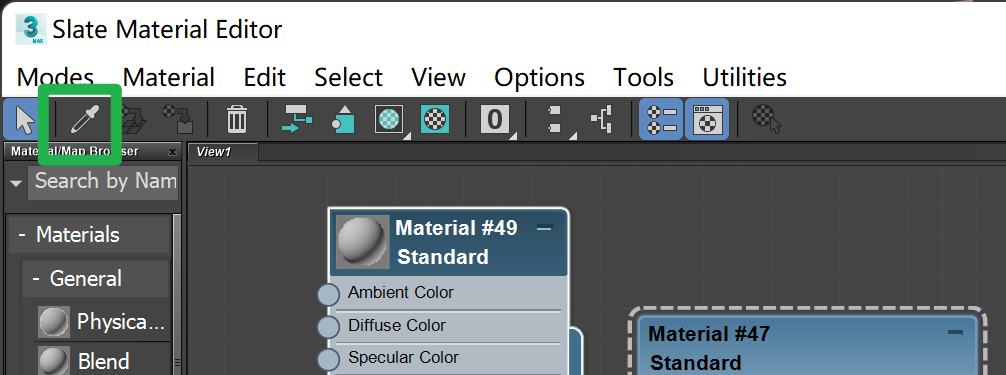 3
MAX
Slate Material Editor
Modes Material Edit Select View Options Tools Utilities
0
Material/Map Browser x
View1
Search by Nam
- Materials
- General
Physica...
Blend
Material #49
Standard
Ambient Color
Diffuse Color
Specular Color
Material #47
Standard